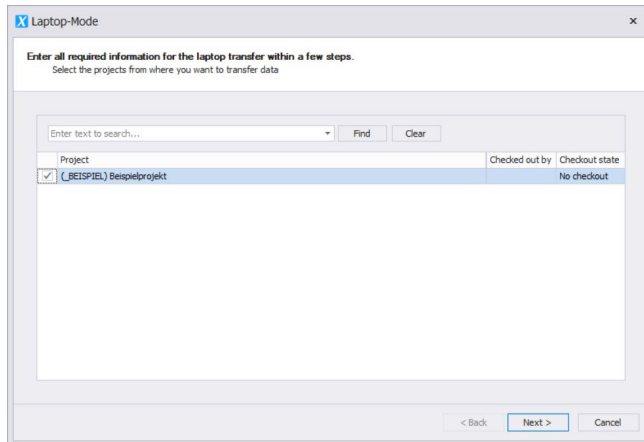 Laptop-Mode
Enter all required information for the laptop transfer within a few steps.
Select the projects from where you want to transfer data
Enter text to search...
Find
Clear
Project
Checked out by
Checkout state
(_BEISPIEL) Beispielprojekt
No checkout
< Back
Next >
Cancel